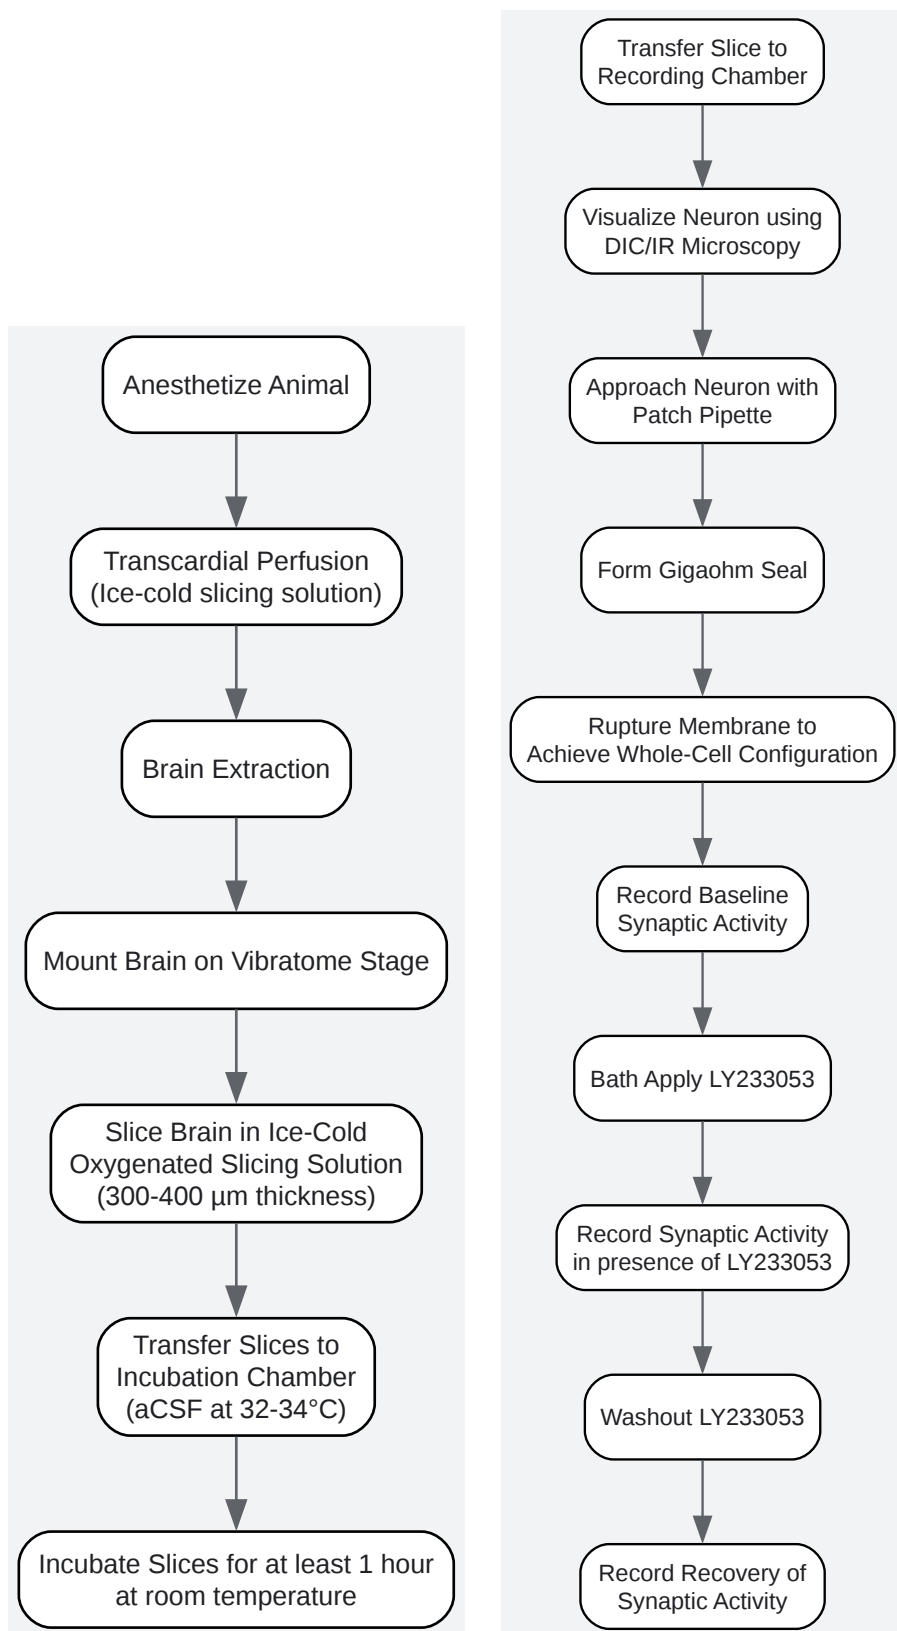 Anesthetize Animal
Transcardial Perfusion
(Ice-cold slicing solution)
Brain Extraction
Mount Brain on Vibratome Stage
Slice Brain in Ice-Cold
Oxygenated Slicing Solution
(300-400 µm thickness)
Transfer Slices to
Incubation Chamber
(aCSF at 32-34°C)
Incubate Slices for at least 1 hour
at room temperature
Transfer Slice to
Recording Chamber
Visualize Neuron using
DIC/IR Microscopy
Approach Neuron with
Patch Pipette
Form Gigaohm Seal
Rupture Membrane to
Achieve Whole-Cell Configuration
Record Baseline
Synaptic Activity
Bath Apply LY233053
Record Synaptic Activity
in presence of LY233053
Washout LY233053
Record Recovery of
Synaptic Activity